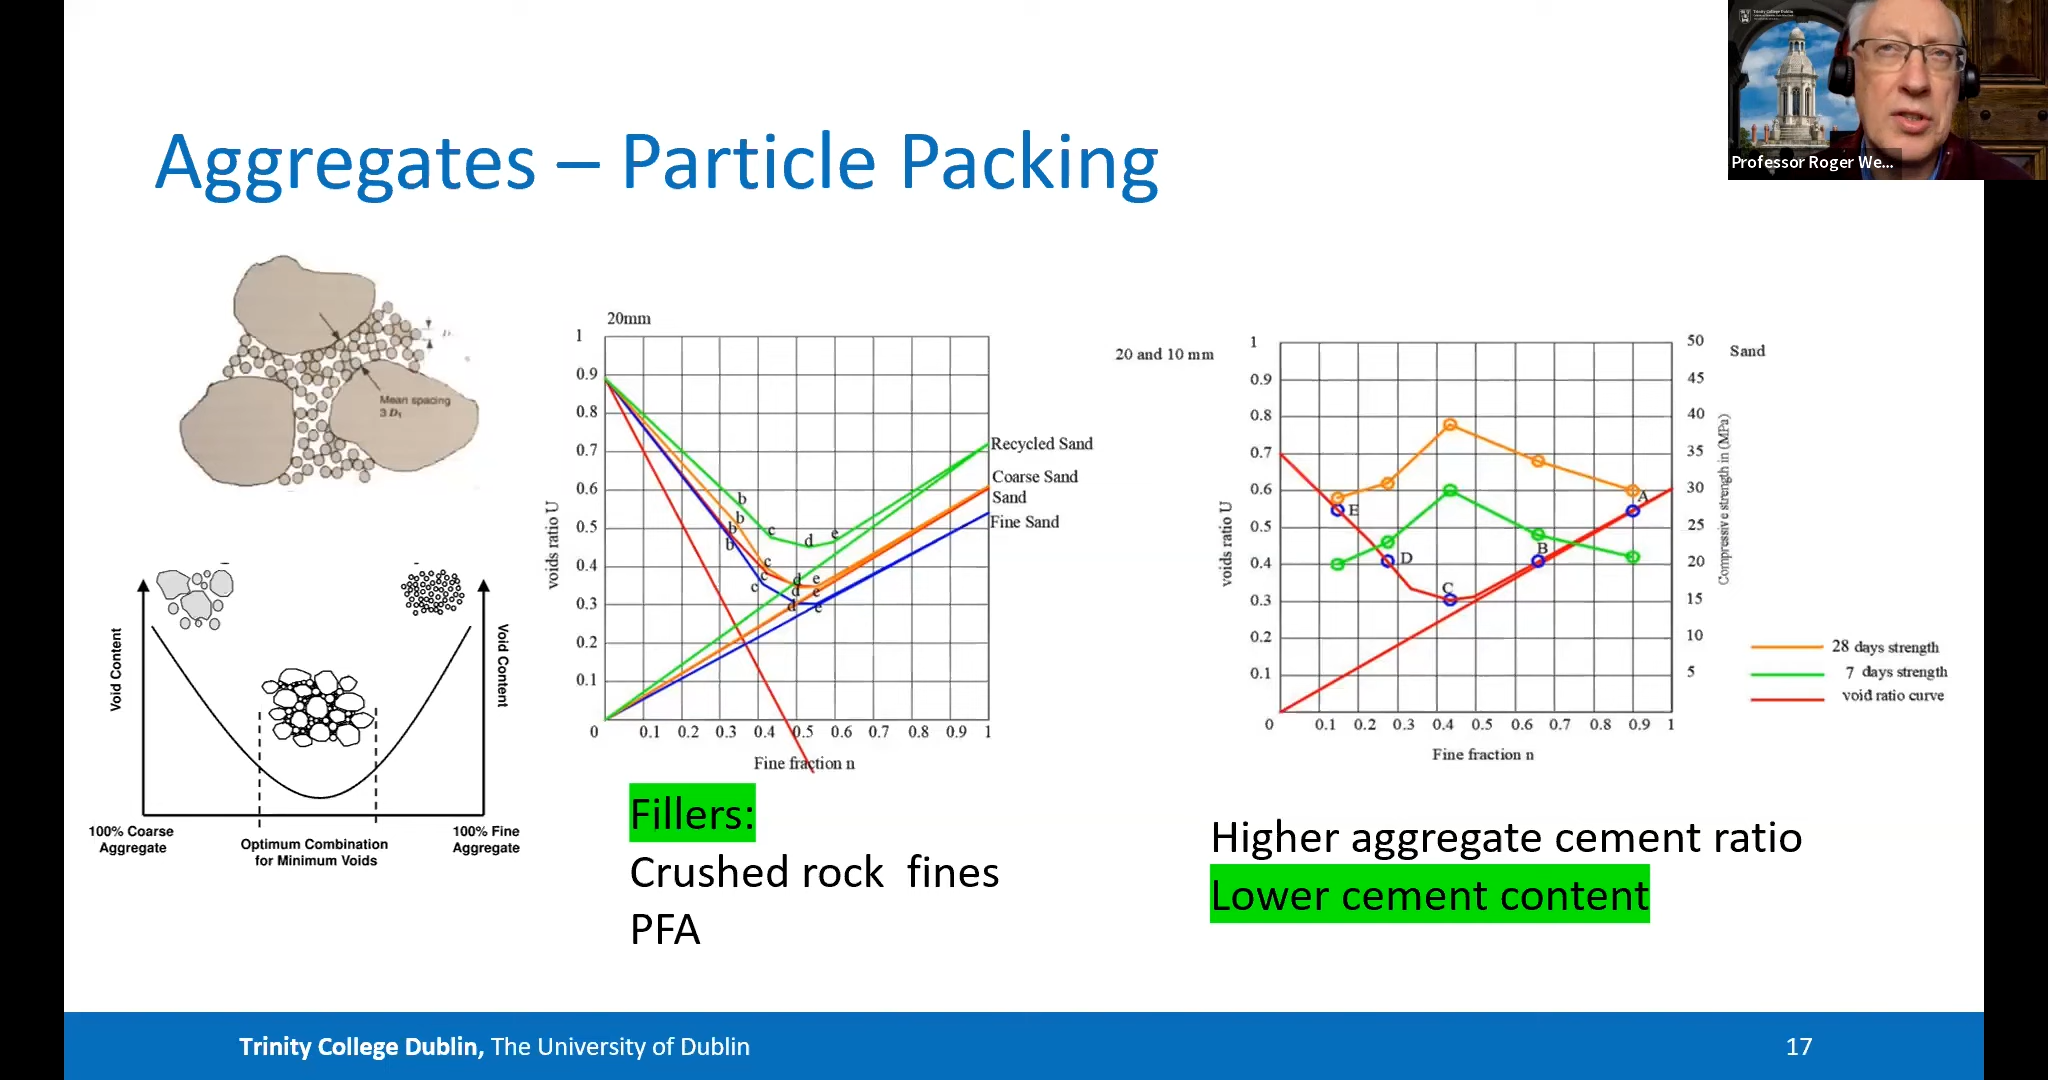 Professor Roger We...
Aggregates – Particle Packing
Mean spacing
3 D₁
Void Content
Void Content
100% Coarse
Aggregate
Optimum Combination
for Minimum Voids
100% Fine
Aggregate
20mm
1
0.9
0.8
0.7
0.6
0.5
0.4
0.3
0.2
0.1
voids ratio U
0 0.1 0.2 0.3 0.4 0.5 0.6 0.7 0.8 0.9 1
Fine fraction n
b
b
b
b
c
c
c
c
d
d
d
d
e
e
e
e
Recycled Sand
Coarse Sand
Sand
Fine Sand
20 and 10 mm
1
0.9
0.8
0.7
0.6
0.5
0.4
0.3
0.2
0.1
voids ratio U
0 0.1 0.2 0.3 0.4 0.5 0.6 0.7 0.8 0.9 1
Fine fraction n
E
D
C
B
A
50
45
40
35
30
25
20
15
10
5
Compressive strength in (MPa)
Sand
28 days strength
7 days strength
void ratio curve
Fillers:
Crushed rock fines
PFA
Higher aggregate cement ratio
Lower cement content
Trinity College Dublin, The University of Dublin
17